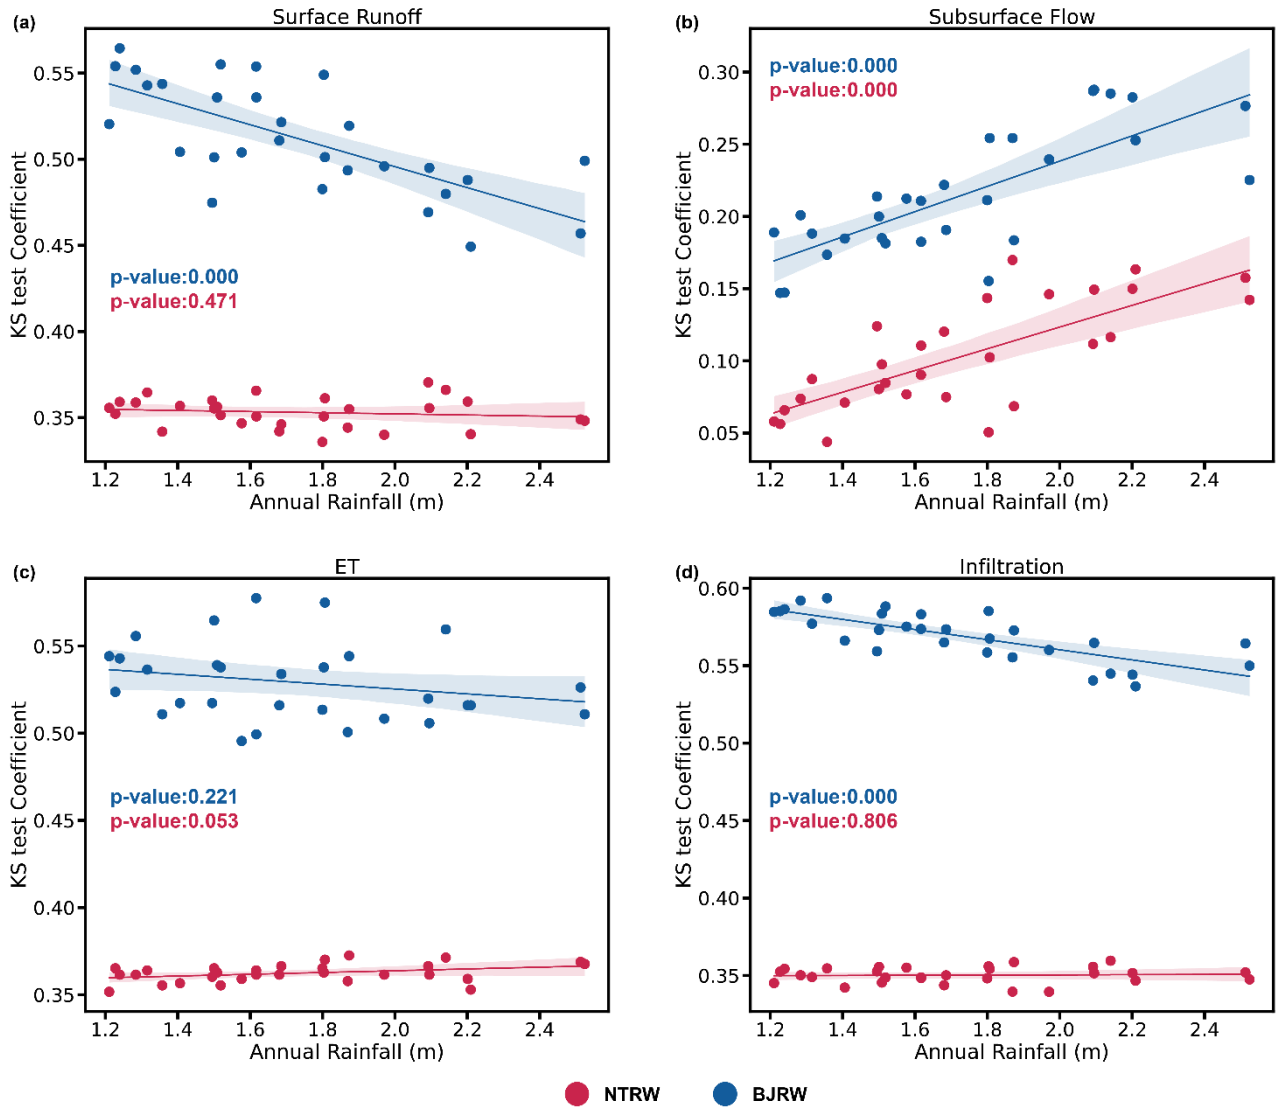 (a)
Surface Runoff
KS test Coefficient
0.55
0.50
0.45
0.40
0.35
p-value:0.000
p-value:0.471
1.2 1.4 1.6 1.8 2.0 2.2 2.4
Annual Rainfall (m)
(b)
Subsurface Flow
KS test Coefficient
0.30
0.25
0.20
0.15
0.10
0.05
p-value:0.000
p-value:0.000
1.2 1.4 1.6 1.8 2.0 2.2 2.4
Annual Rainfall (m)
(c)
ET
KS test Coefficient
0.55
0.50
0.45
0.40
0.35
p-value:0.221
p-value:0.053
1.2 1.4 1.6 1.8 2.0 2.2 2.4
Annual Rainfall (m)
(d)
Infiltration
KS test Coefficient
0.60
0.55
0.50
0.45
0.40
0.35
p-value:0.000
p-value:0.806
1.2 1.4 1.6 1.8 2.0 2.2 2.4
Annual Rainfall (m)
NTRW BJRW